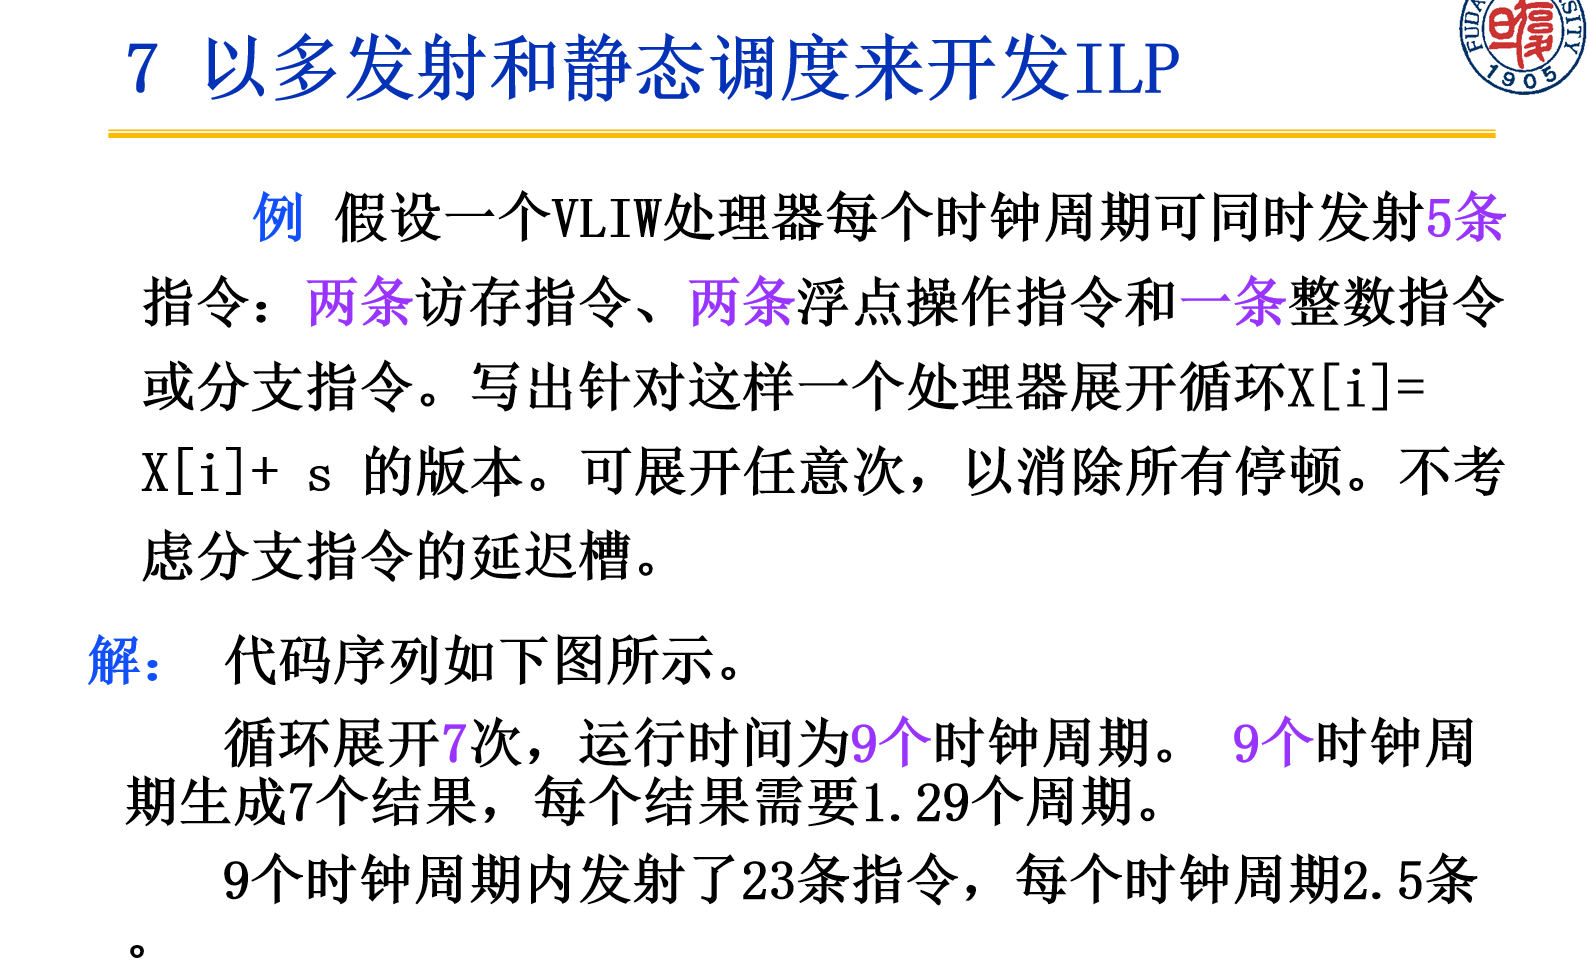 7 以多发射和静态调度来开发ILP
例 假设一个VLIW处理器每个时钟周期可同时发射5条
指令：两条访存指令、两条浮点操作指令和一条整数指令
或分支指令。写出针对这样一个处理器展开循环X[i]=
X[i]+ s 的版本。可展开任意次，以消除所有停顿。不考
虑分支指令的延迟槽。
解： 代码序列如下图所示。
循环展开7次，运行时间为9个时钟周期。 9个时钟周
期生成7个结果，每个结果需要1.29个周期。
9个时钟周期内发射了23条指令，每个时钟周期2.5条
。
1905